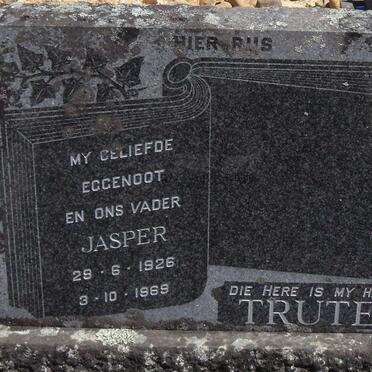 HIER RUS
MY GELIEFDE
EGGENOOT
EN ONS VADER
JASPER
29 - 6 - 1926
3 - 10 - 1969
DIE HERE IS MY H
TRUTE